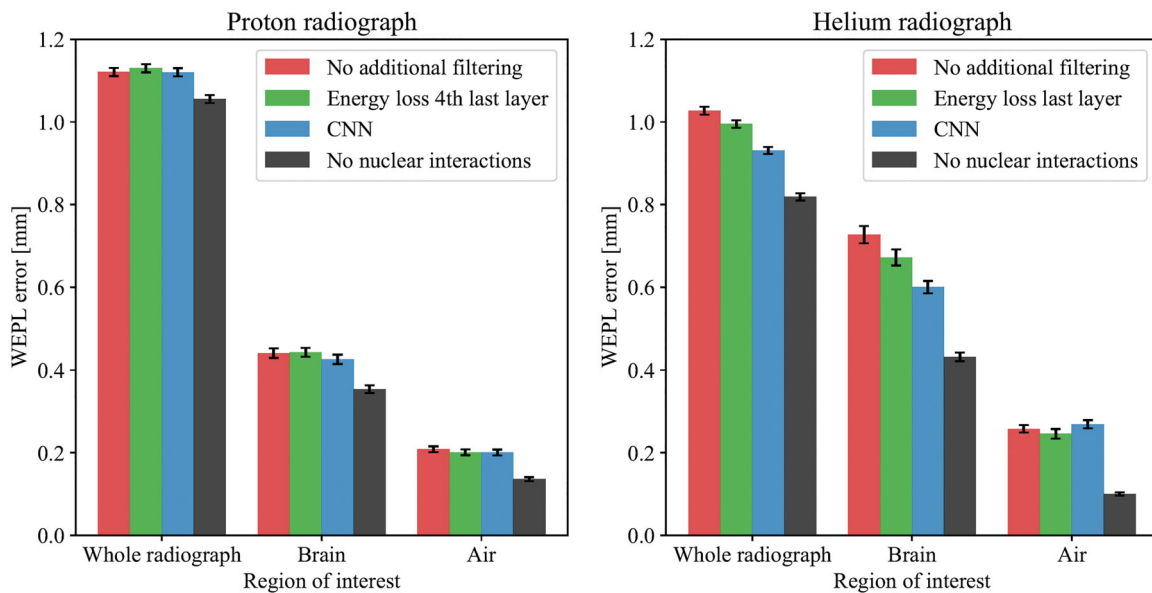 Proton radiograph
1.2
1.0
0.8
0.6
0.4
0.2
0.0
WEPL error [mm]
No additional filtering
Energy loss 4th last layer
CNN
No nuclear interactions
Whole radiograph
Brain
Air
Region of interest
Helium radiograph
1.2
1.0
0.8
0.6
0.4
0.2
0.0
WEPL error [mm]
No additional filtering
Energy loss last layer
CNN
No nuclear interactions
Whole radiograph
Brain
Air
Region of interest